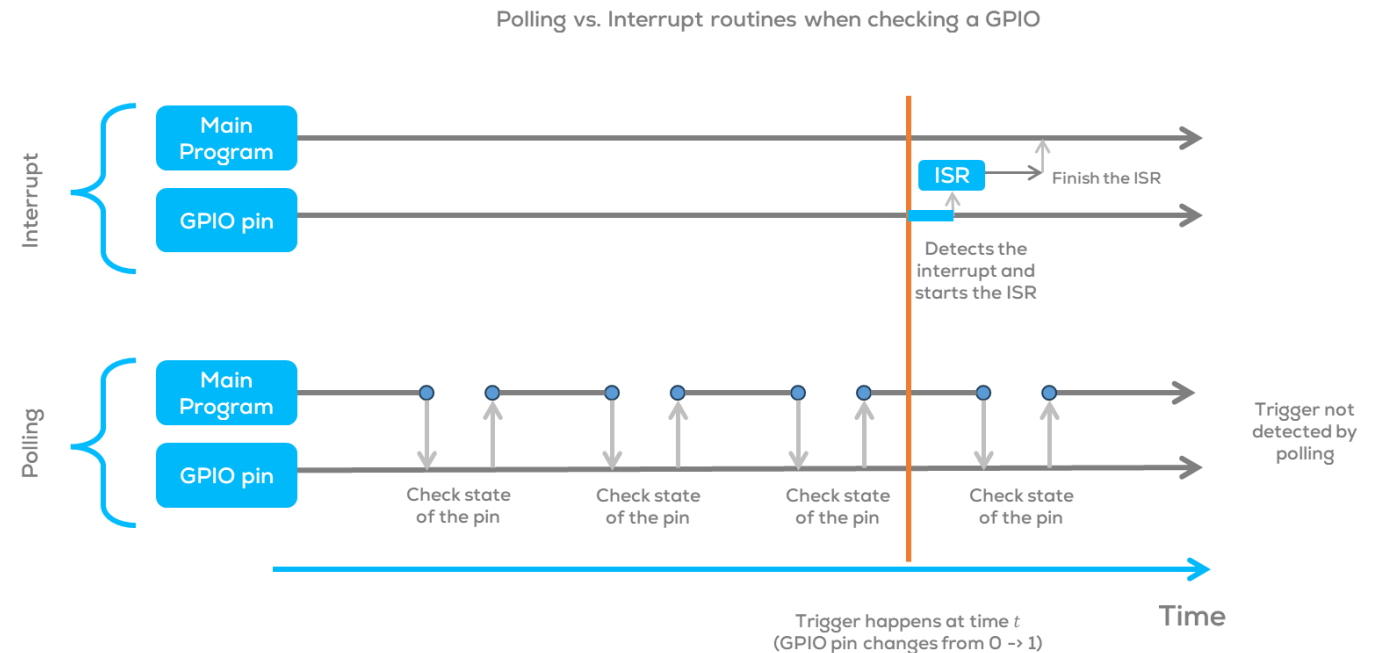 Polling vs. Interrupt routines when checking a GPIO
Interrupt
Main
Program
ISR
Finish the ISR
GPIO pin
Detects the
interrupt and
starts the ISR
Polling
Main
Program
GPIO pin
Check state
of the pin
Check state
of the pin
Check state
of the pin
Check state
of the pin
Trigger not
detected by
polling
Time
Trigger happens at time t
(GPIO pin changes from 0 -> 1)